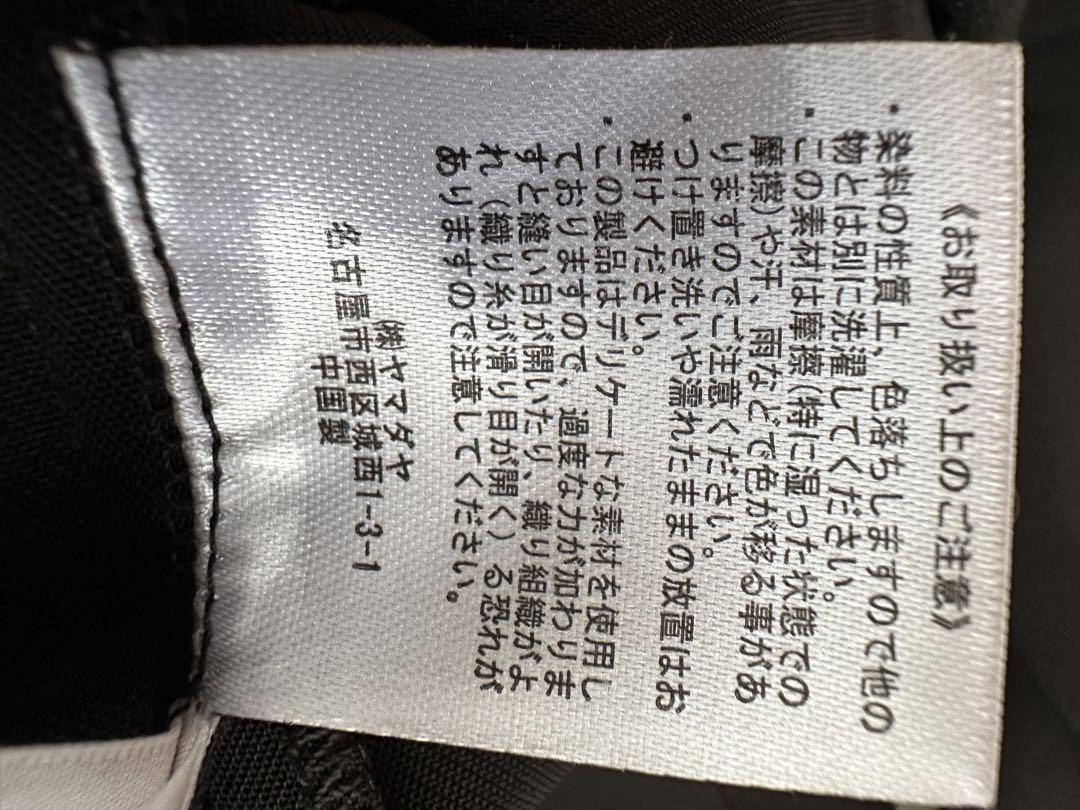 《お取り扱い上のご注意》
・染料の性質上、色落ちしますので他の
物とは別に洗濯してください。
・この素材は摩擦(特に湿った状態での
摩擦)や汗、雨などで色が移る事があ
りますのでご注意ください。
・つけ置き洗いや濡れたままの放置はお
避けください。
・この製品はデリケートな素材を使用し
ておりますので、過度な力が加わりま
すと縫い目が開いたり、織り組織がよ
れ（織り糸が滑り目が開く）る恐れが
ありますので注意してください。
㈱ヤマダヤ
名古屋市西区城西1-3-1
中国製